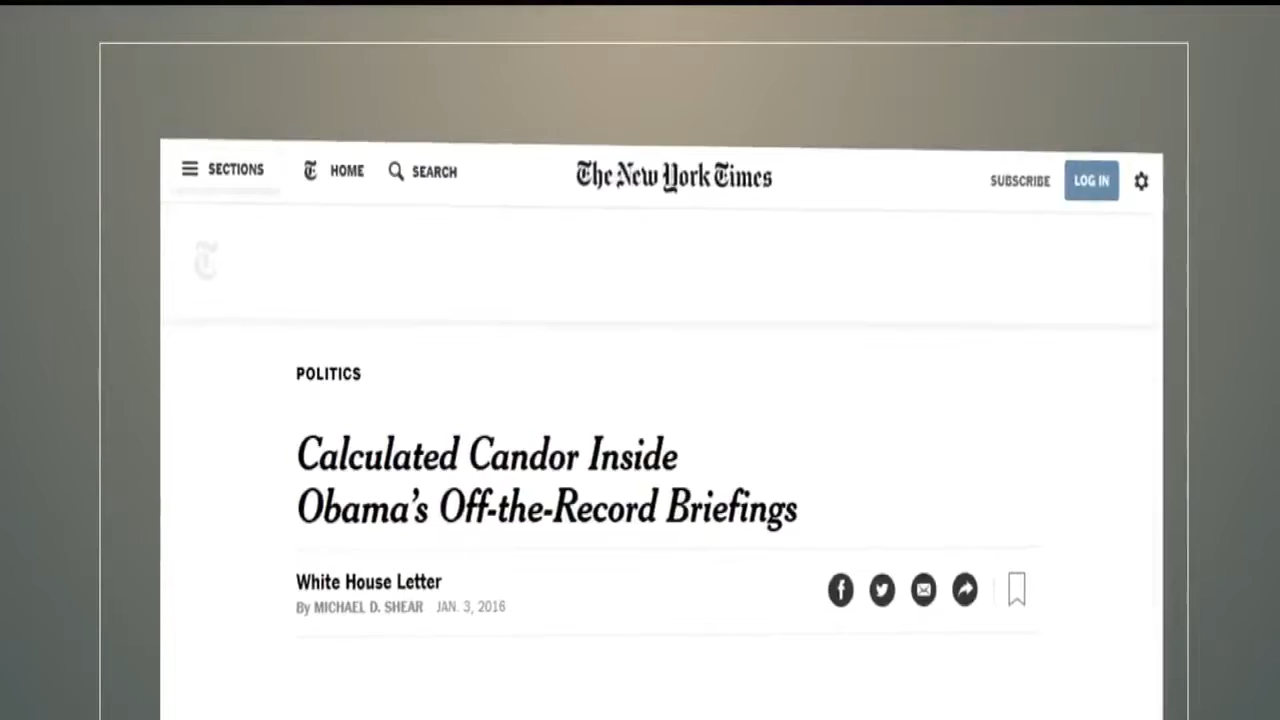 SECTIONS HOME SEARCH The New York Times SUBSCRIBE LOG IN
POLITICS
Calculated Candor Inside
Obama's Off-the-Record Briefings
White House Letter
By MICHAEL D. SHEAR JAN. 3, 2016